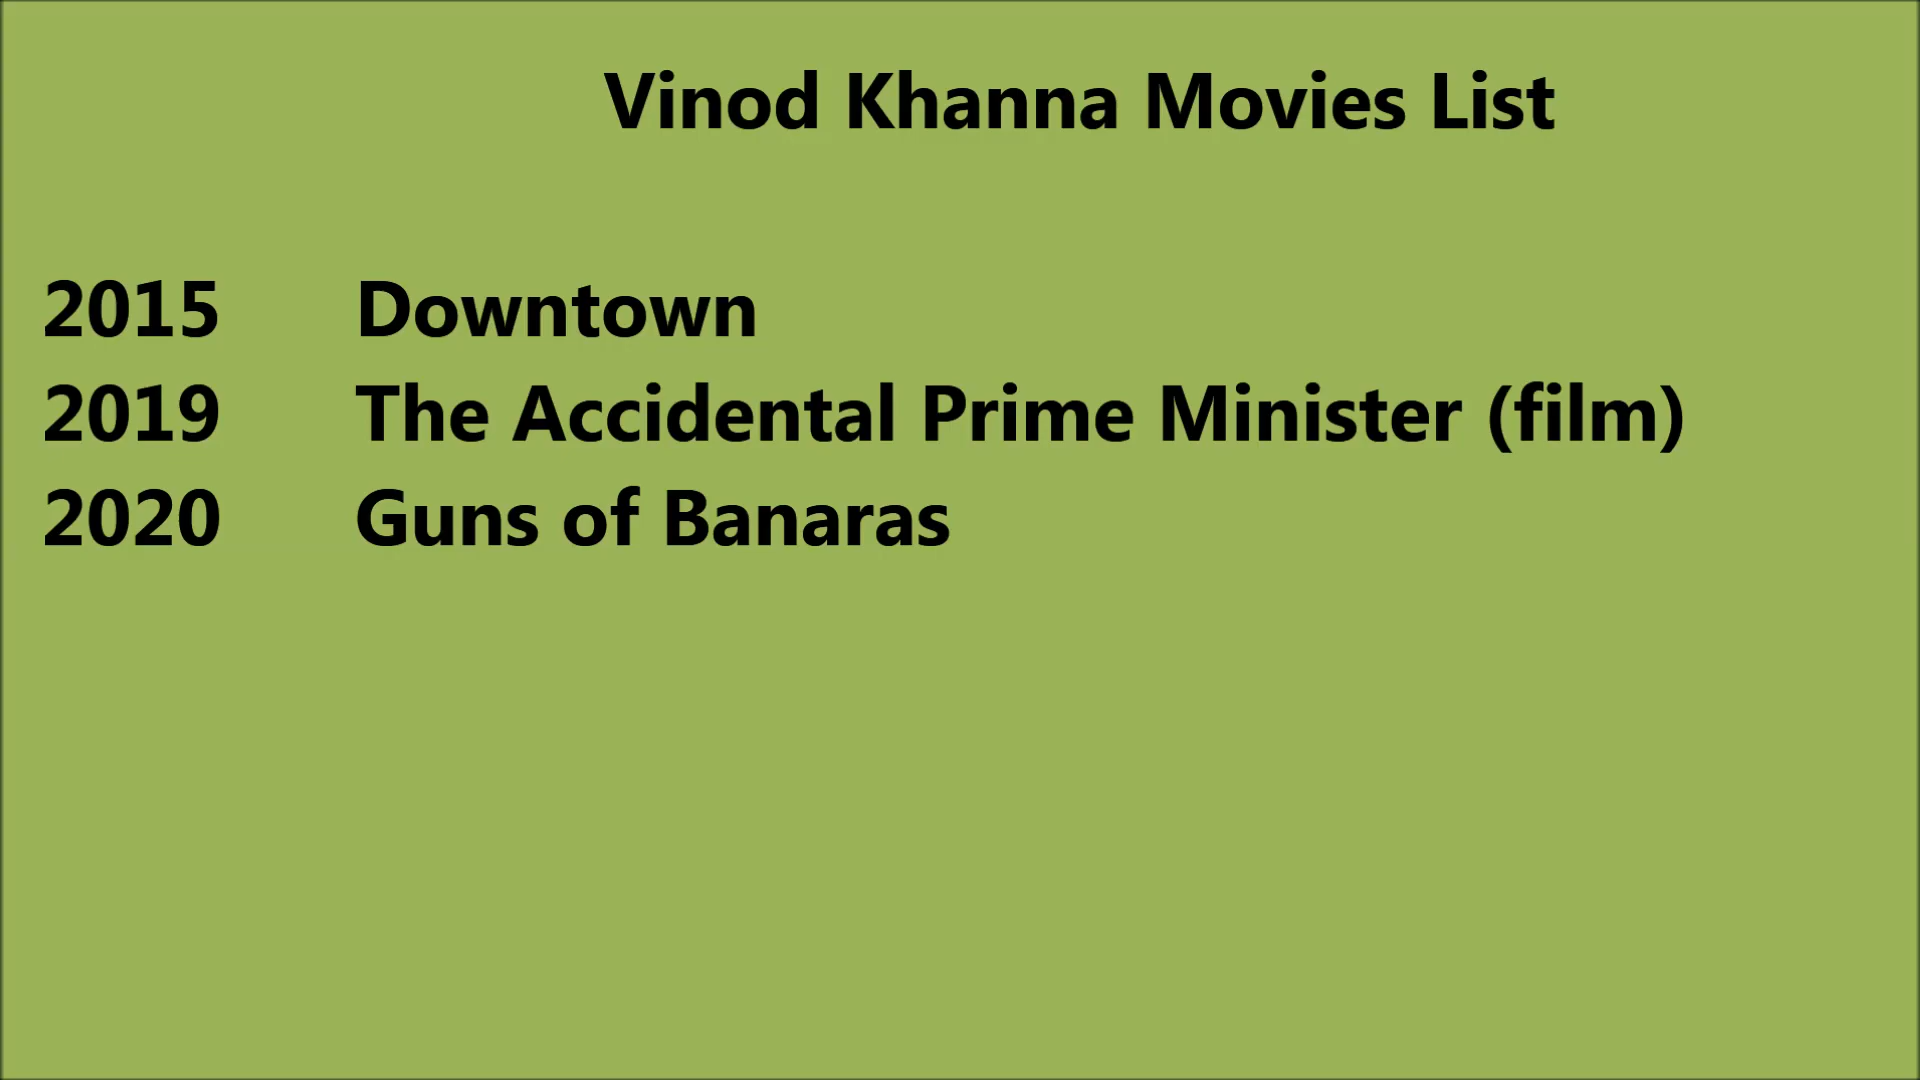 Vinod Khanna Movies List
2015 Downtown
2019 The Accidental Prime Minister (film)
2020 Guns of Banaras